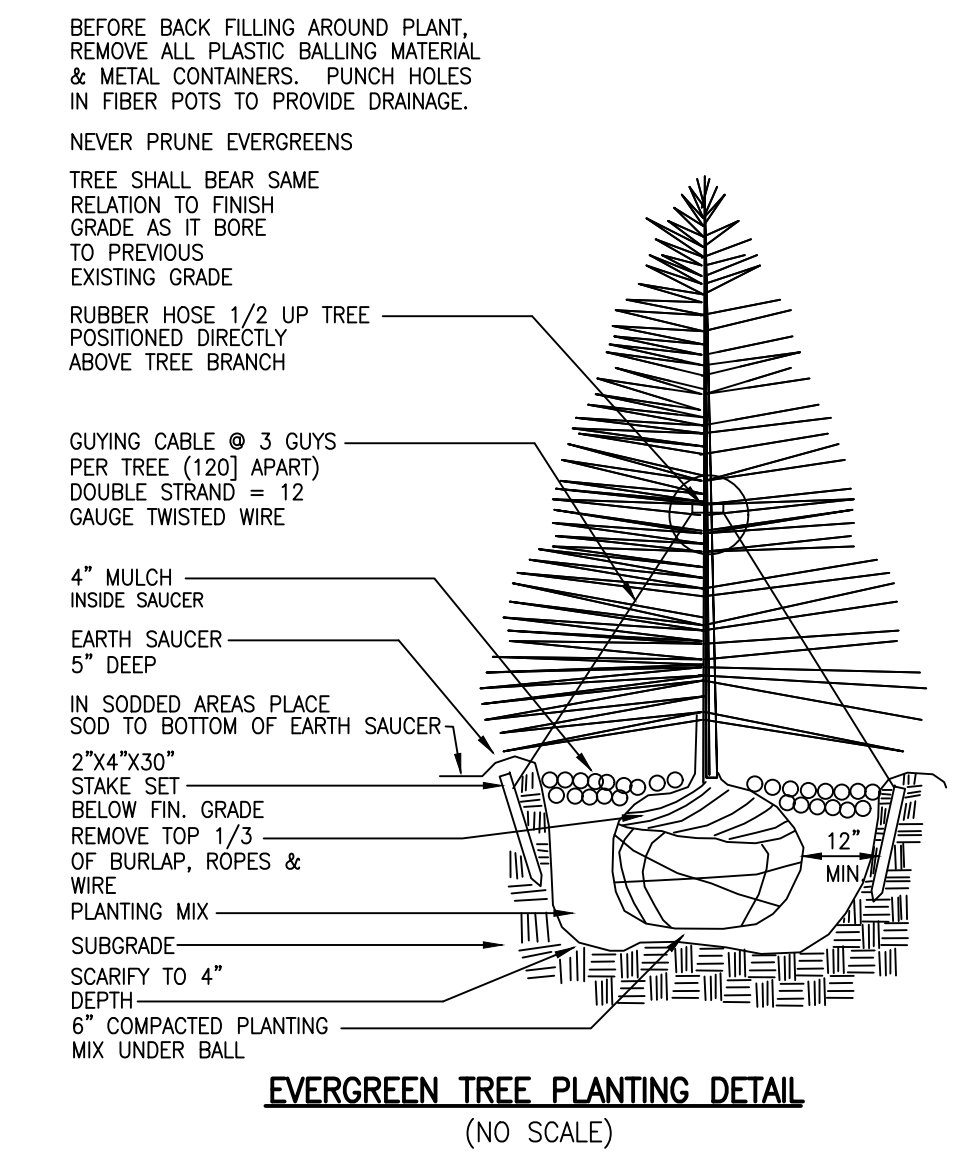 BEFORE BACK FILLING AROUND PLANT,
REMOVE ALL PLASTIC BALLING MATERIAL
& METAL CONTAINERS. PUNCH HOLES
IN FIBER POTS TO PROVIDE DRAINAGE.
NEVER PRUNE EVERGREENS
TREE SHALL BEAR SAME
RELATION TO FINISH
GRADE AS IT BORE
TO PREVIOUS
EXISTING GRADE
RUBBER HOSE 1/2 UP TREE
POSITIONED DIRECTLY
ABOVE TREE BRANCH
GUYING CABLE @ 3 GUYS
PER TREE (120] APART)
DOUBLE STRAND = 12
GAUGE TWISTED WIRE
4" MULCH
INSIDE SAUCER
EARTH SAUCER
5" DEEP
IN SODDED AREAS PLACE
SOD TO BOTTOM OF EARTH SAUCER
2"X4"X30"
STAKE SET
BELOW FIN. GRADE
REMOVE TOP 1/3
OF BURLAP, ROPES &
WIRE
PLANTING MIX
SUBGRADE
SCARIFY TO 4"
DEPTH
6" COMPACTED PLANTING
MIX UNDER BALL
12"
MIN.
EVERGREEN TREE PLANTING DETAIL
(NO SCALE)